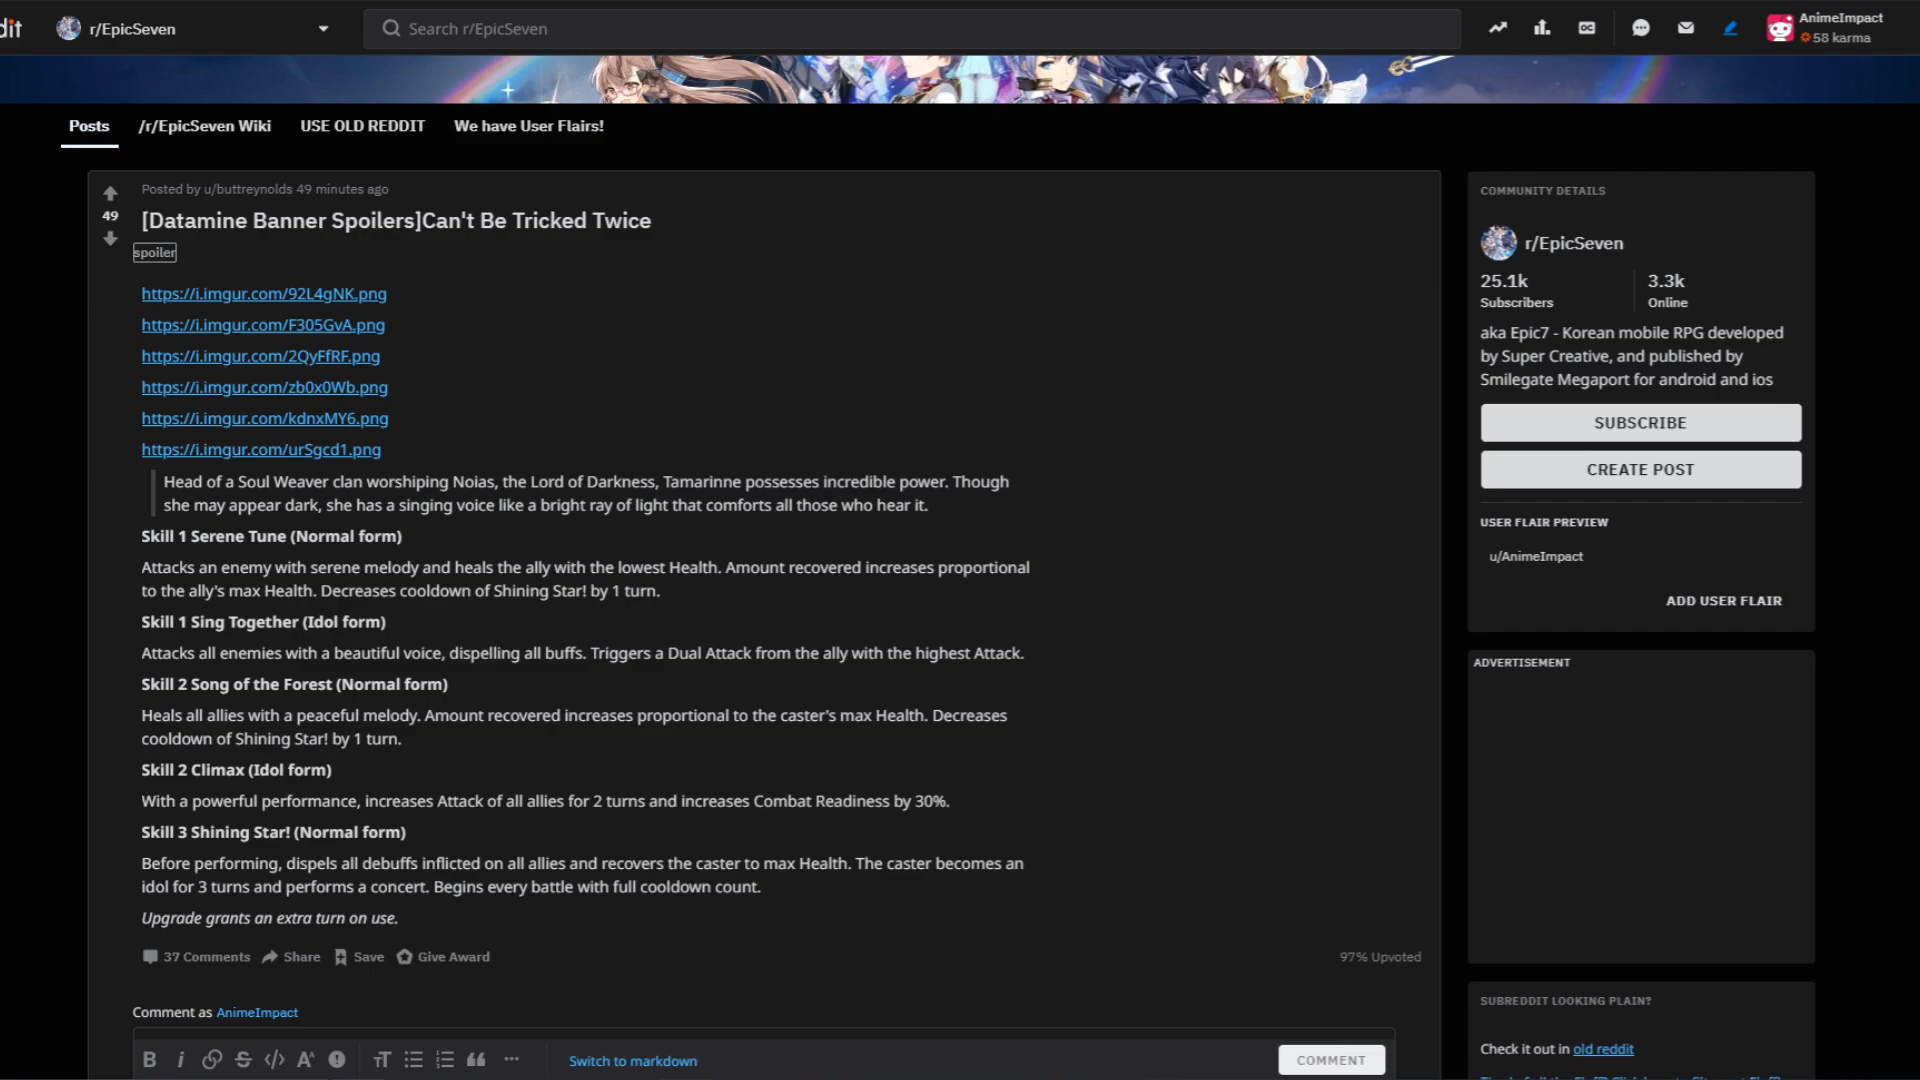 dit
r/EpicSeven
Search r/EpicSeven
AnimeImpact
58 karma
Posts
/r/EpicSeven Wiki
USE OLD REDDIT
We have User Flairs!
49
Posted by u/buttreynolds 49 minutes ago
[Datamine Banner Spoilers]Can't Be Tricked Twice
spoiler
https://i.imgur.com/92L4gNK.png
https://i.imgur.com/F305GvA.png
https://i.imgur.com/2QyFfRF.png
https://i.imgur.com/zb0x0Wb.png
https://i.imgur.com/kdnxMY6.png
https://i.imgur.com/urSgcd1.png
Head of a Soul Weaver clan worshiping Noias, the Lord of Darkness, Tamarinne possesses incredible power. Though
she may appear dark, she has a singing voice like a bright ray of light that comforts all those who hear it.
Skill 1 Serene Tune (Normal form)
Attacks an enemy with serene melody and heals the ally with the lowest Health. Amount recovered increases proportional
to the ally's max Health. Decreases cooldown of Shining Star! by 1 turn.
Skill 1 Sing Together (Idol form)
Attacks all enemies with a beautiful voice, dispelling all buffs. Triggers a Dual Attack from the ally with the highest Attack.
Skill 2 Song of the Forest (Normal form)
Heals all allies with a peaceful melody. Amount recovered increases proportional to the caster's max Health. Decreases
cooldown of Shining Star! by 1 turn.
Skill 2 Climax (Idol form)
With a powerful performance, increases Attack of all allies for 2 turns and increases Combat Readiness by 30%.
Skill 3 Shining Star! (Normal form)
Before performing, dispels all debuffs inflicted on all allies and recovers the caster to max Health. The caster becomes an
idol for 3 turns and performs a concert. Begins every battle with full cooldown count.
Upgrade grants an extra turn on use.
37 Comments
Share
Save
Give Award
97% Upvoted
Comment as AnimeImpact
Switch to markdown
COMMENT
COMMUNITY DETAILS
r/EpicSeven
25.1k
3.3k
Subscribers
Online
aka Epic7 - Korean mobile RPG developed
by Super Creative, and published by
Smilegate Megaport for android and ios
SUBSCRIBE
CREATE POST
USER FLAIR PREVIEW
u/AnimeImpact
ADD USER FLAIR
ADVERTISEMENT
SUBREDDIT LOOKING PLAIN?
Check it out in old reddit